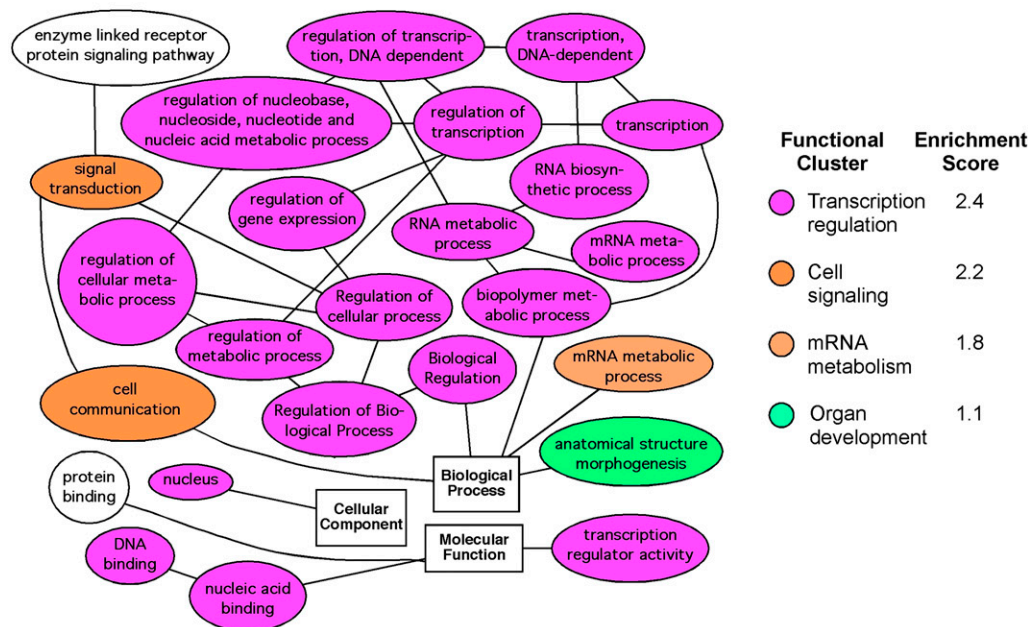 enzyme linked receptor
protein signaling pathway
regulation of transcrip-
tion, DNA dependent
transcription,
DNA-dependent
regulation of nucleobase,
nucleoside, nucleotide and
nucleic acid metabolic process
regulation of
transcription
transcription
signal
transduction
regulation
of gene
expression
RNA biosyn-
thetic process
RNA metabolic
process
mRNA meta-
bolic process
regulation of
cellular meta-
bolic process
Regulation of
cellular process
biopolymer met-
abolic process
regulation of
metabolic process
Biological
Regulation
mRNA metabolic
process
cell
communication
Regulation of Bio-
logical Process
anatomical structure
morphogenesis
protein
binding
nucleus
Biological
Process
Cellular
Component
Molecular
Function
transcription
regulator activity
DNA
binding
nucleic acid
binding
Functional Enrichment
Cluster Score
Transcription 2.4
regulation
Cell 2.2
signaling
mRNA 1.8
metabolism
Organ 1.1
development